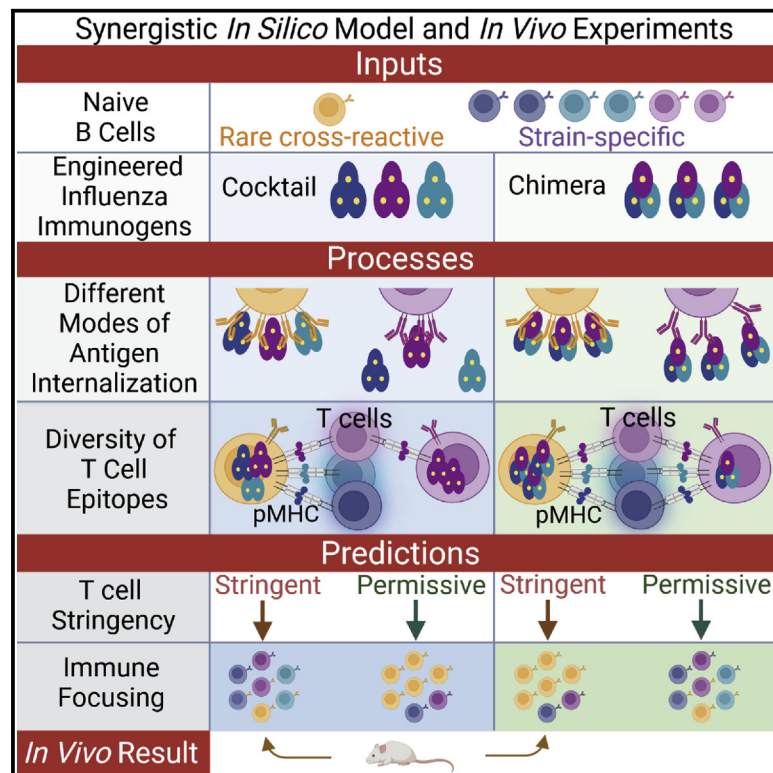 Synergistic In Silico Model and In Vivo Experiments
Inputs
Naive
B Cells
Rare cross-reactive
Strain-specific
Engineered
Influenza
Immunogens
Cocktail
Chimera
Processes
Different
Modes of
Antigen
Internalization
Diversity of
T Cell
Epitopes
T cells
pMHC
T cells
pMHC
Predictions
T cell
Stringency
Stringent
Permissive
Stringent
Permissive
Immune
Focusing
In Vivo Result